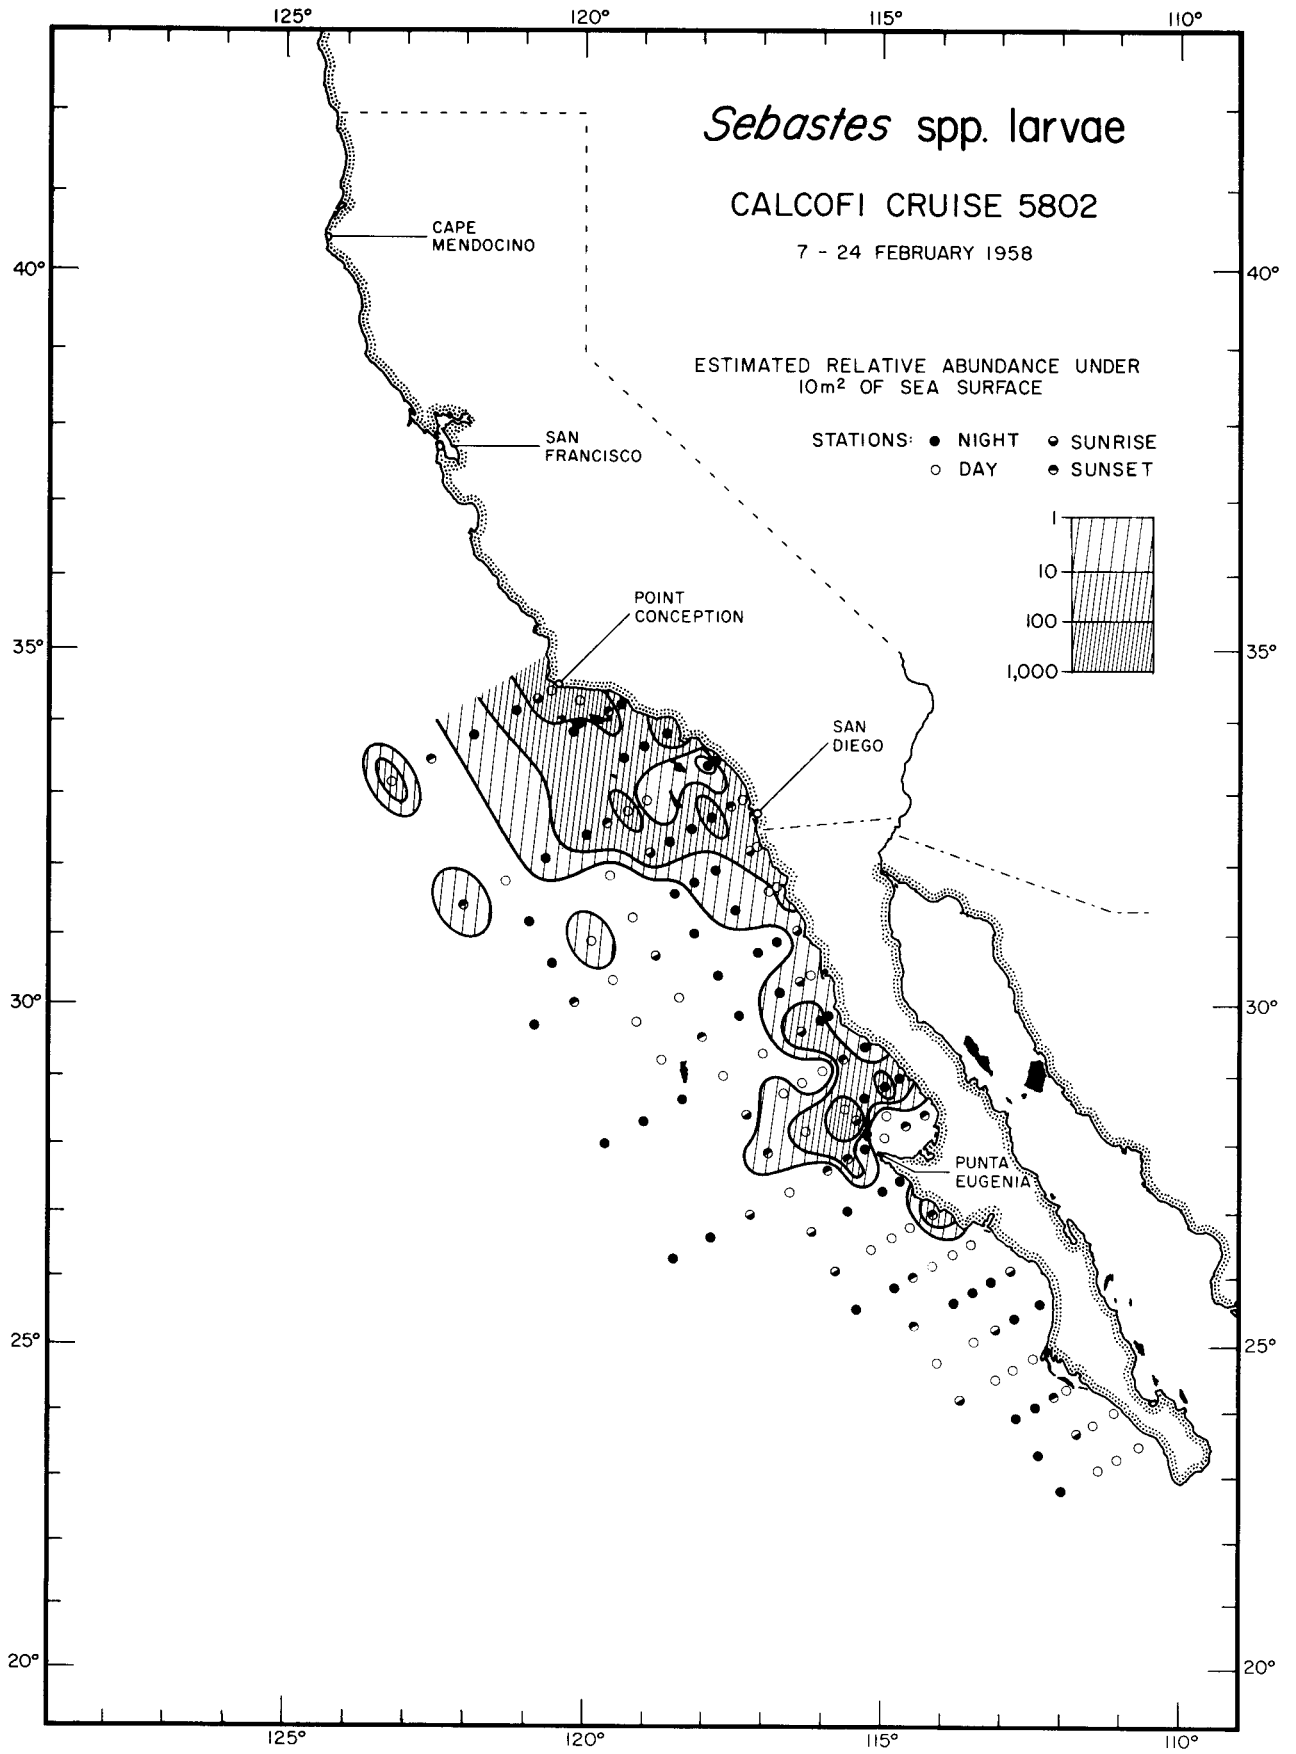 125° 120° 115° 110°
Sebastes spp. larvae
CALCOFI CRUISE 5802
7 - 24 FEBRUARY 1958
CAPE
MENDOCINO
40° 40°
ESTIMATED RELATIVE ABUNDANCE UNDER
10m² OF SEA SURFACE
STATIONS: ● NIGHT ◒ SUNRISE
○ DAY ◓ SUNSET
SAN
FRANCISCO
1
10
100
1,000
POINT
CONCEPTION
35° 35°
SAN
DIEGO
30° 30°
PUNTA
EUGENIA
25° 25°
20° 20°
125° 120° 115° 110°